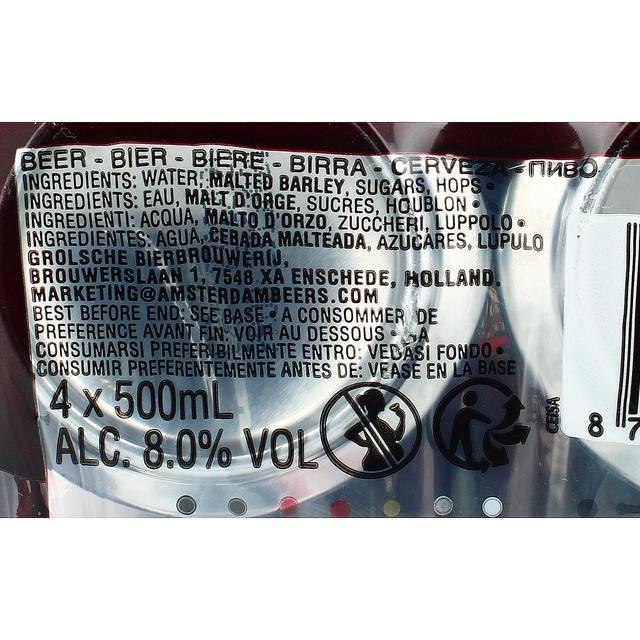 BEER - BIER - BIERE - BIRRA - CERVEZA - ПИВО
INGREDIENTS: WATER, MALTED BARLEY, SUGARS, HOPS •
INGREDIENTS: EAU, MALT D'ORGE, SUCRES, HOUBLON •
INGREDIENTI: ACQUA, MALTO D'ORZO, ZUCCHERI, LUPPOLO •
INGREDIENTES: AGUA, CEBADA MALTEADA, AZUCARES, LUPULO
GROLSCHE BIERBROUWERIJ,
BROUWERSLAAN 1, 7548 XA ENSCHEDE, HOLLAND.
MARKETING@AMSTERDAMBEERS.COM
BEST BEFORE END: SEE BASE • A CONSOMMER DE
PREFERENCE AVANT FIN: VOIR AU DESSOUS • DA
CONSUMARSI PREFERIBILMENTE ENTRO: VEDASI FONDO •
CONSUMIR PREFERENTEMENTE ANTES DE: VEASE EN LA BASE
4 x 500mL
ALC. 8.0% VOL
8 7